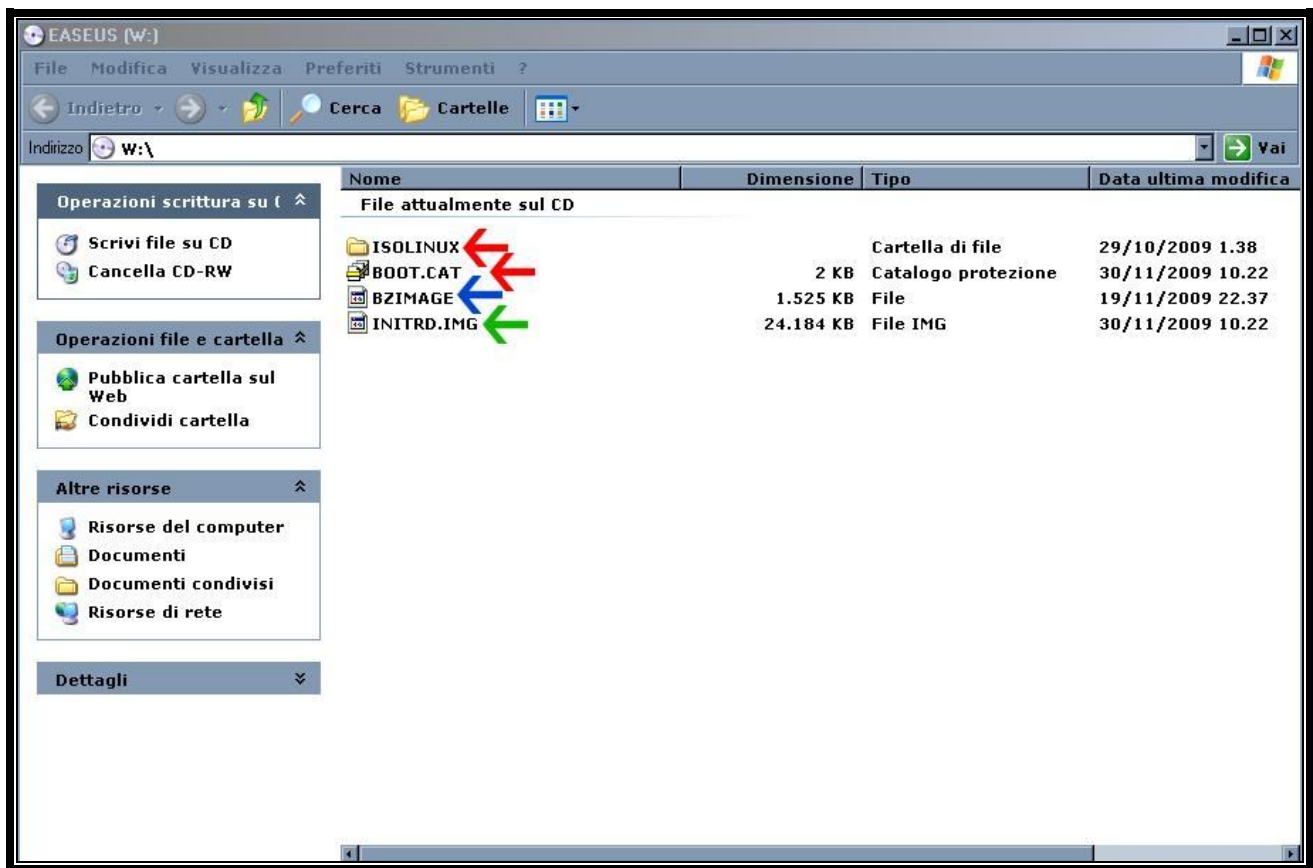 EASEUS (W:)
File Modifica Visualizza Preferiti Strumenti ?
Indietro Cerca Cartelle
Indirizzo W:\ Vai
Operazioni scrittura su (
Scrivi file su CD
Cancella CD-RW
Operazioni file e cartella
Pubblica cartella sul
Web
Condividi cartella
Altre risorse
Risorse del computer
Documenti
Documenti condivisi
Risorse di rete
Dettagli
Nome Dimensione Tipo Data ultima modifica
File attualmente sul CD
ISOLINUX Cartella di file 29/10/2009 1.38
BOOT.CAT 2 KB Catalogo protezione 30/11/2009 10.22
BZIMAGE 1.525 KB File 19/11/2009 22.37
INITRD.IMG 24.184 KB File IMG 30/11/2009 10.22